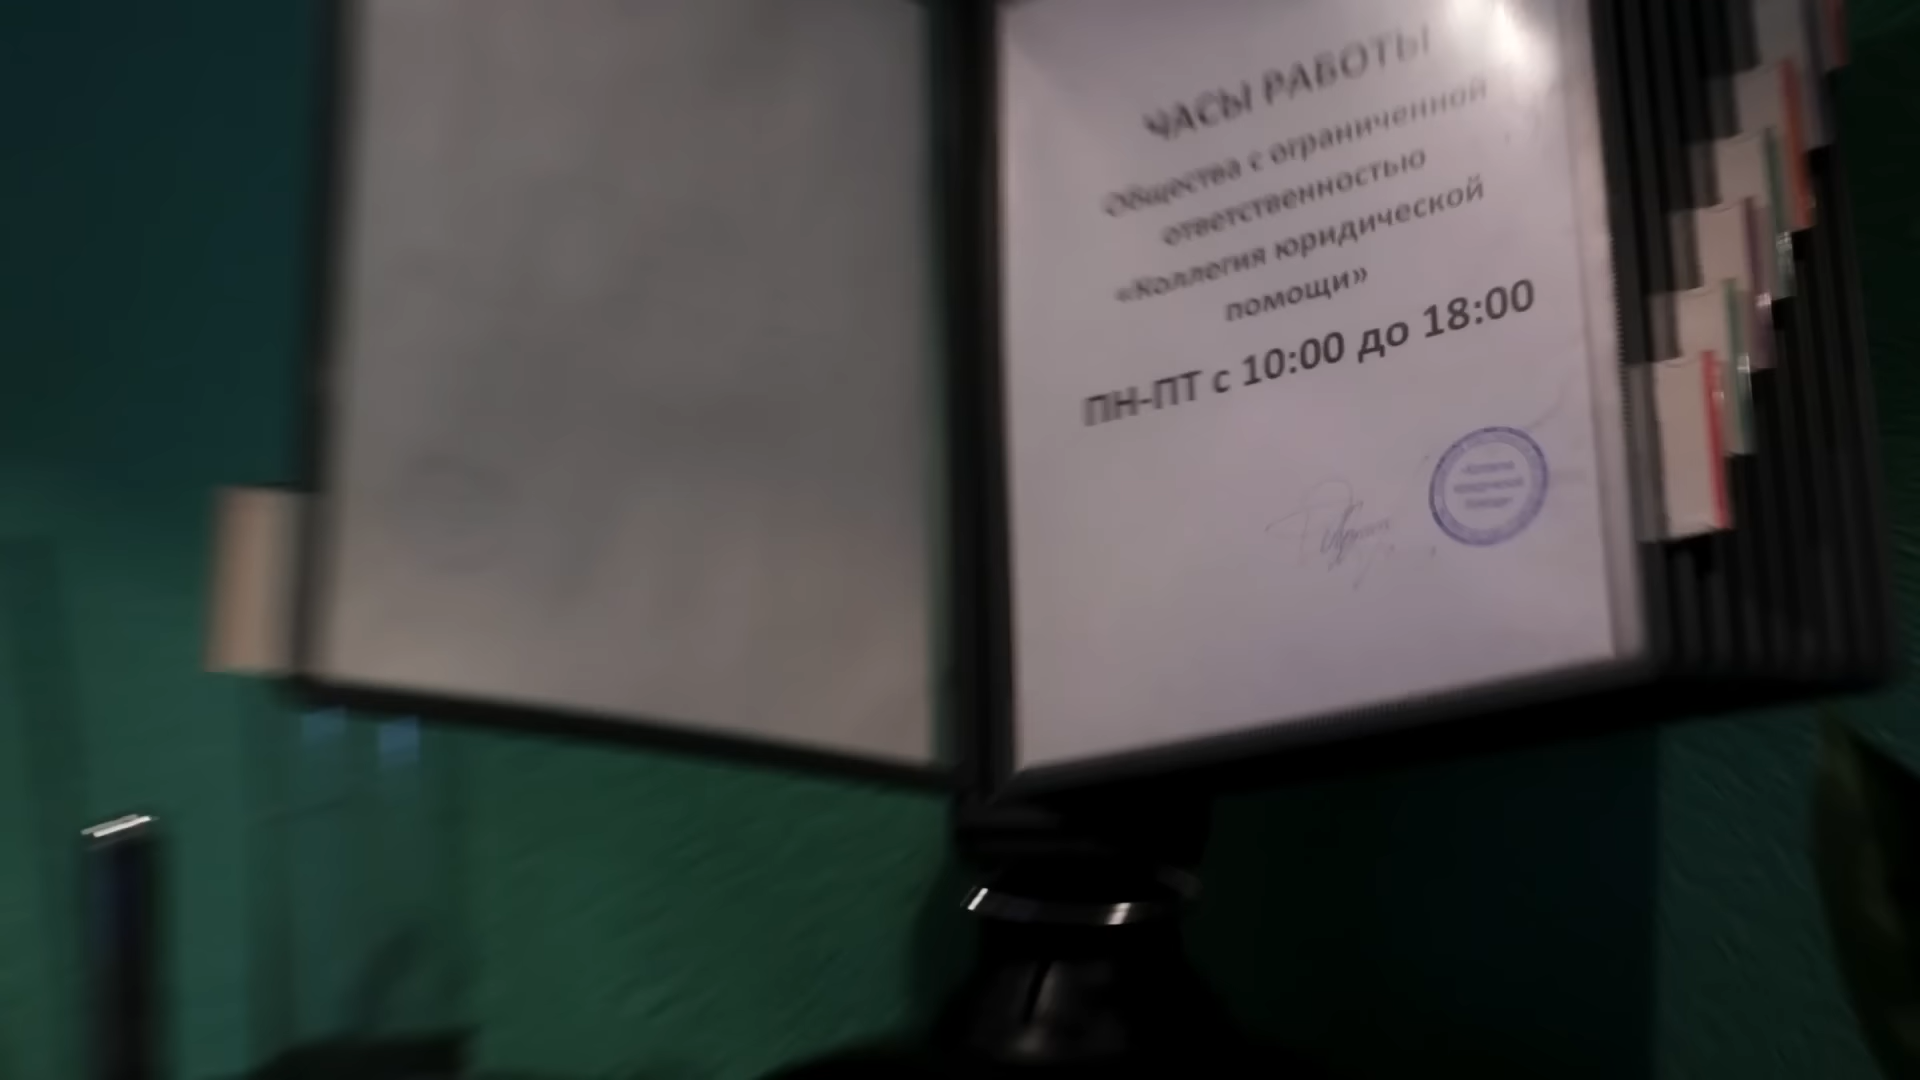 ЧАСЫ РАБОТЫ
Общества с ограниченной
ответственностью
«Коллегия юридической
помощи»
ПН-ПТ с 10:00 до 18:00